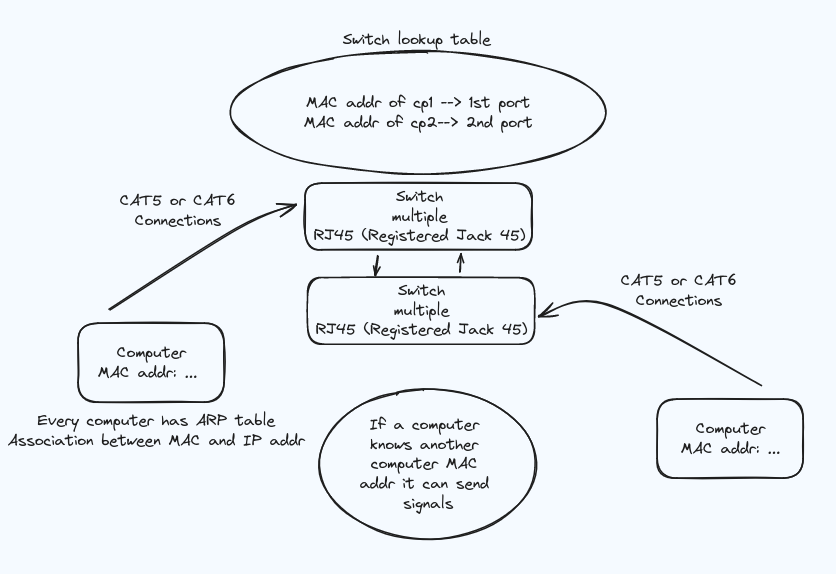 Switch lookup table
MAC addr of cp1 --> 1st port
MAC addr of cp2--> 2nd port
CAT5 or CAT6
Connections
Switch
multiple
RJ45 (Registered Jack 45)
Switch
multiple
RJ45 (Registered Jack 45)
CAT5 or CAT6
Connections
Computer
MAC addr: ...
Every computer has ARP table
Association between MAC and IP addr
If a computer
knows another
computer MAC
addr it can send
signals
Computer
MAC addr: ...